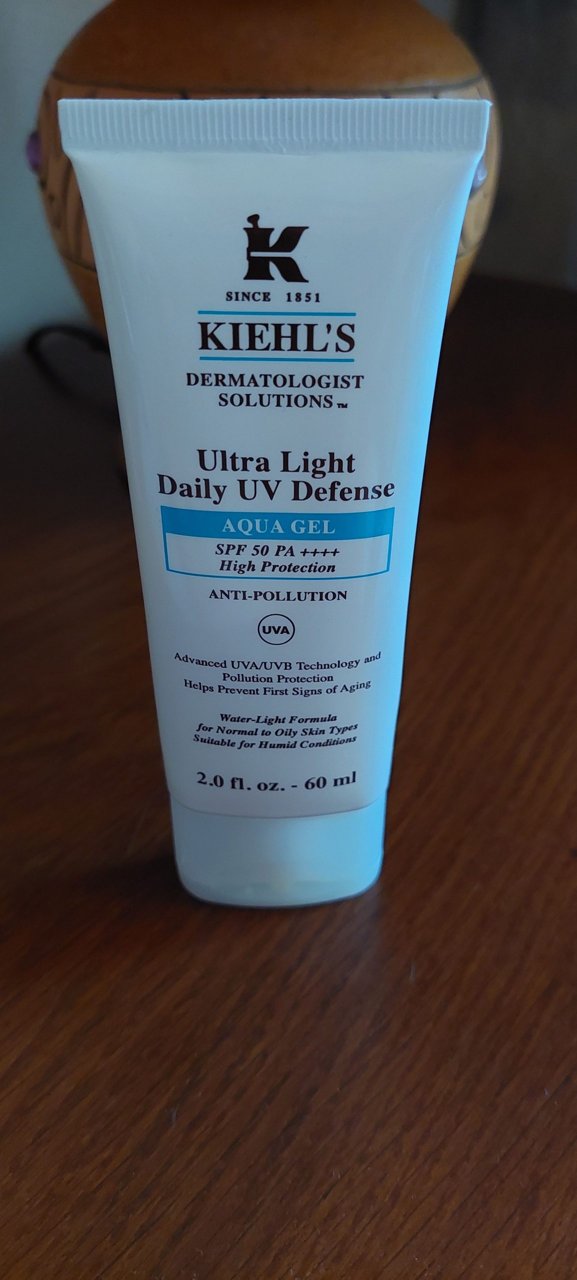 K
SINCE 1851
KIEHL'S
DERMATOLOGIST
SOLUTIONS™
Ultra Light
Daily UV Defense
AQUA GEL
SPF 50 PA ++++
High Protection
ANTI-POLLUTION
UVA
Advanced UVA/UVB Technology and
Pollution Protection
Helps Prevent First Signs of Aging
Water-Light Formula
for Normal to Oily Skin Types
Suitable for Humid Conditions
2.0 fl. oz. - 60 ml